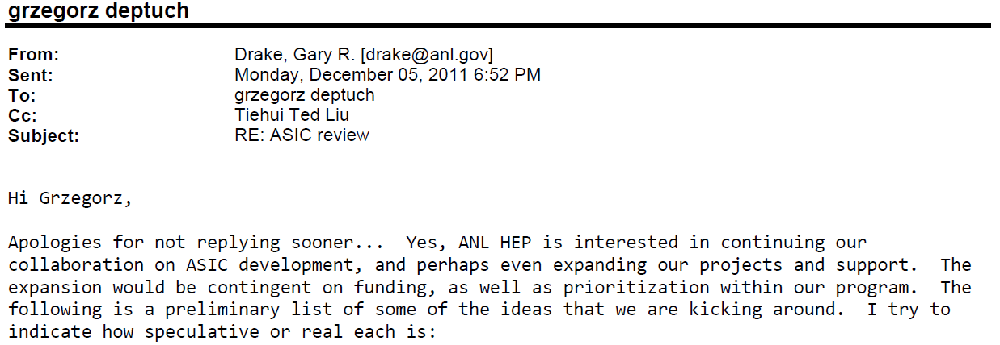 grzegorz deptuch
From: Drake, Gary R. [drake@anl.gov]
Sent: Monday, December 05, 2011 6:52 PM
To: grzegorz deptuch
Cc: Tiehui Ted Liu
Subject: RE: ASIC review
Hi Grzegorz,
Apologies for not replying sooner...  Yes, ANL HEP is interested in continuing our
collaboration on ASIC development, and perhaps even expanding our projects and support.  The
expansion would be contingent on funding, as well as prioritization within our program.  The
following is a preliminary list of some of the ideas that we are kicking around.  I try to
indicate how speculative or real each is: